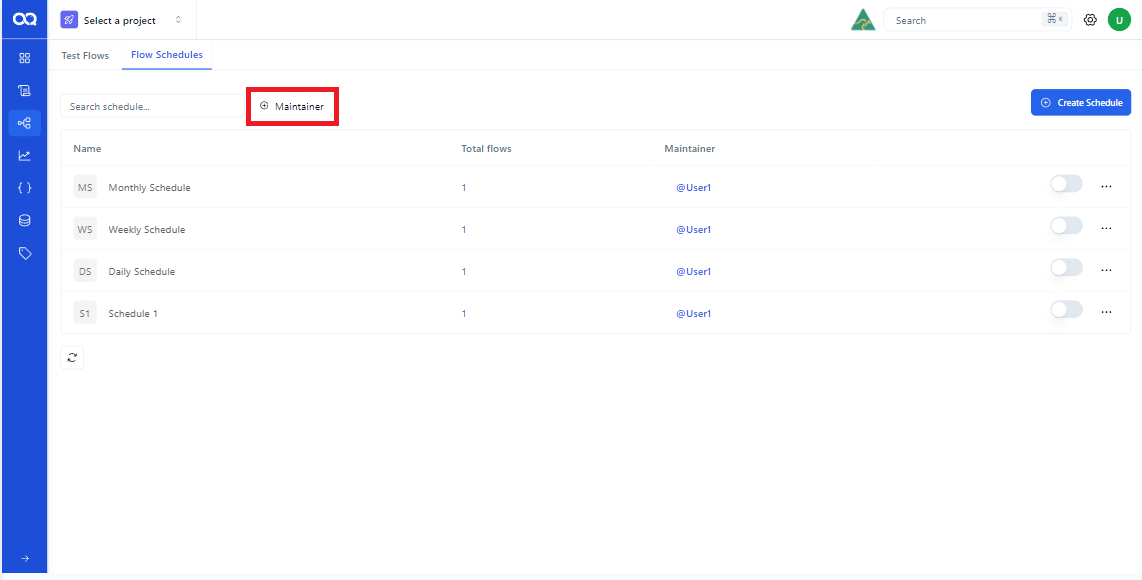 Select a project
Search ⌘ K
U
Test Flows Flow Schedules
Search schedule... Maintainer Create Schedule
Name Total flows Maintainer
MS Monthly Schedule 1 @User1 ...
WS Weekly Schedule 1 @User1 ...
DS Daily Schedule 1 @User1 ...
S1 Schedule 1 1 @User1 ...